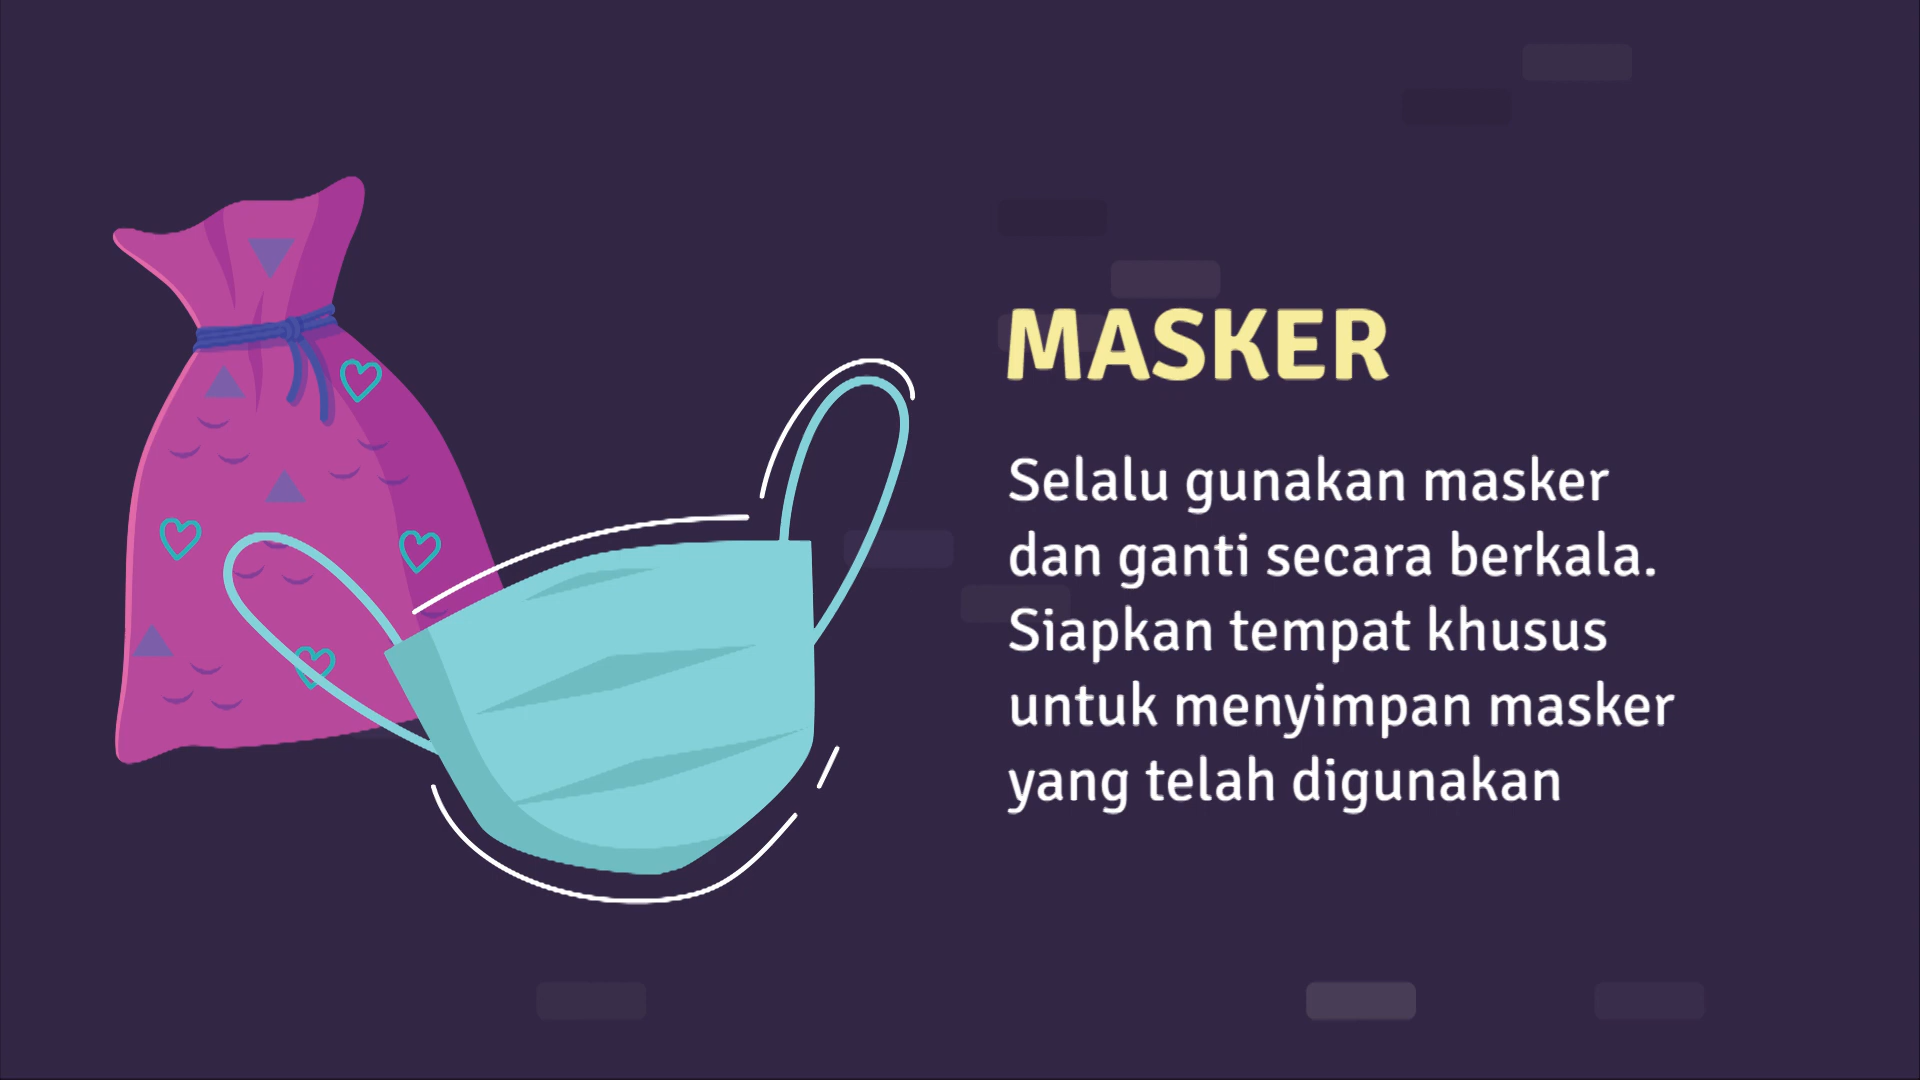 MASKER
Selalu gunakan masker
dan ganti secara berkala.
Siapkan tempat khusus
untuk menyimpan masker
yang telah digunakan